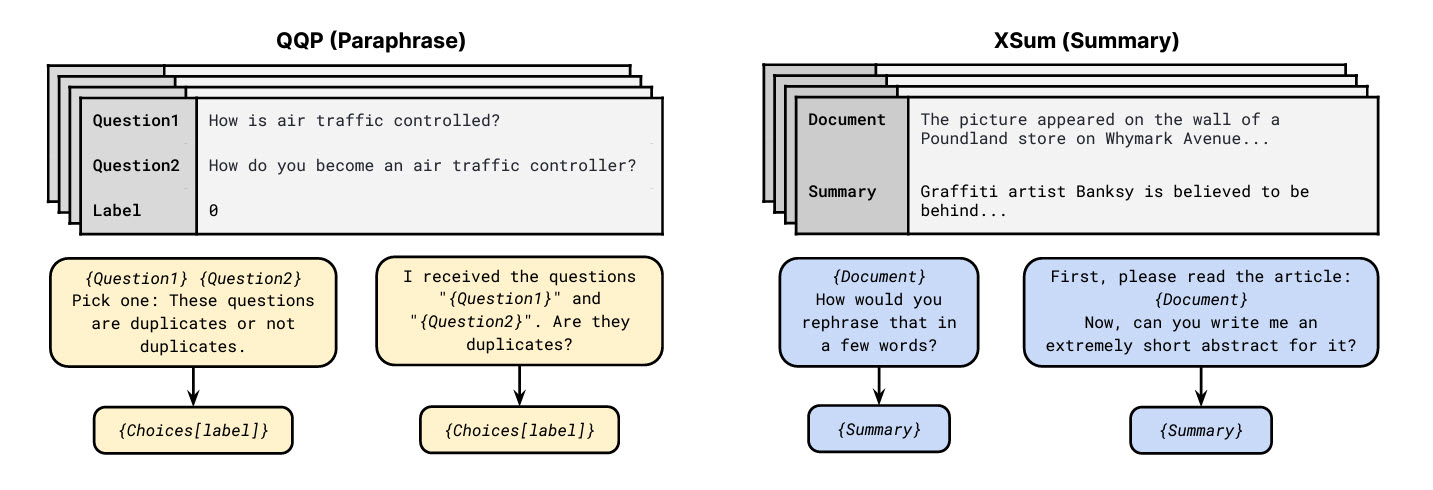 QQP (Paraphrase)
Question1 How is air traffic controlled?
Question2 How do you become an air traffic controller?
Label 0
{Question1} {Question2}
Pick one: These questions
are duplicates or not
duplicates.
{Choices[label]}
I received the questions
"{Question1}" and
"{Question2}". Are they
duplicates?
{Choices[label]}
XSum (Summary)
Document The picture appeared on the wall of a
Poundland store on Whymark Avenue...
Summary Graffiti artist Banksy is believed to be
behind...
{Document}
How would you
rephrase that in
a few words?
{Summary}
First, please read the article:
{Document}
Now, can you write me an
extremely short abstract for it?
{Summary}